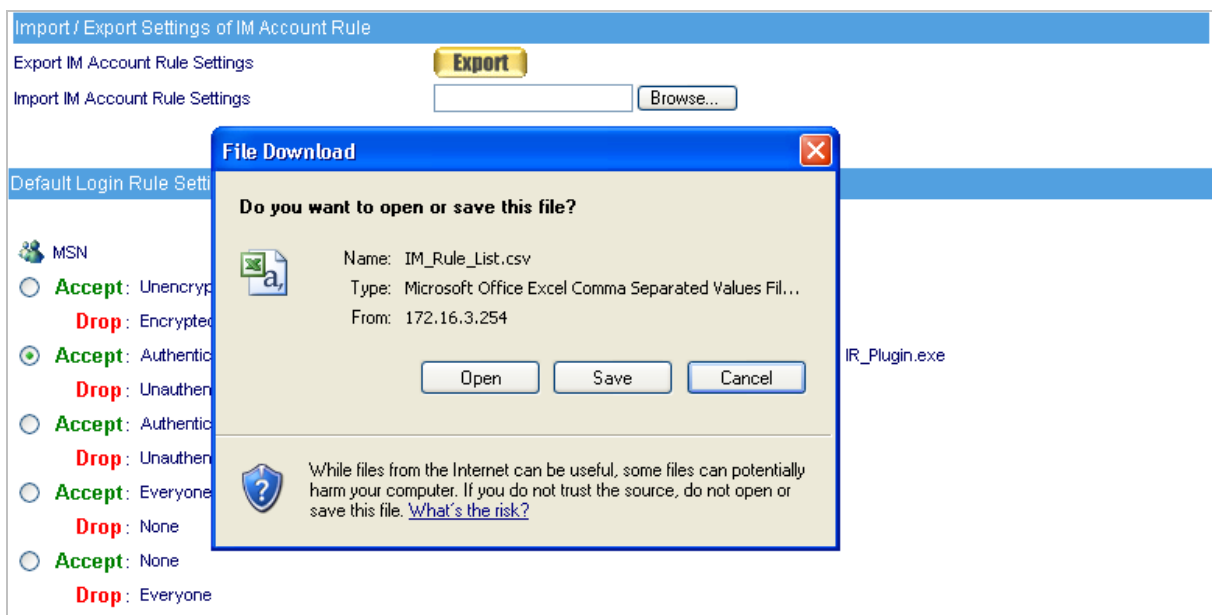 Import / Export Settings of IM Account Rule
Export IM Account Rule Settings Export
Import IM Account Rule Settings Browse...
File Download
Default Login Rule Setti
Do you want to open or save this file?
MSN
Name: IM_Rule_List.csv
Accept: Unencryp
Type: Microsoft Office Excel Comma Separated Values Fil...
Drop: Encrypted
From: 172.16.3.254
Accept: Authentic IR_Plugin.exe
Open Save Cancel
Drop: Unauthen
Accept: Authentic
Drop: Unauthen
While files from the Internet can be useful, some files can potentially
harm your computer. If you do not trust the source, do not open or
save this file. What's the risk?
Accept: Everyone
Drop: None
Accept: None
Drop: Everyone